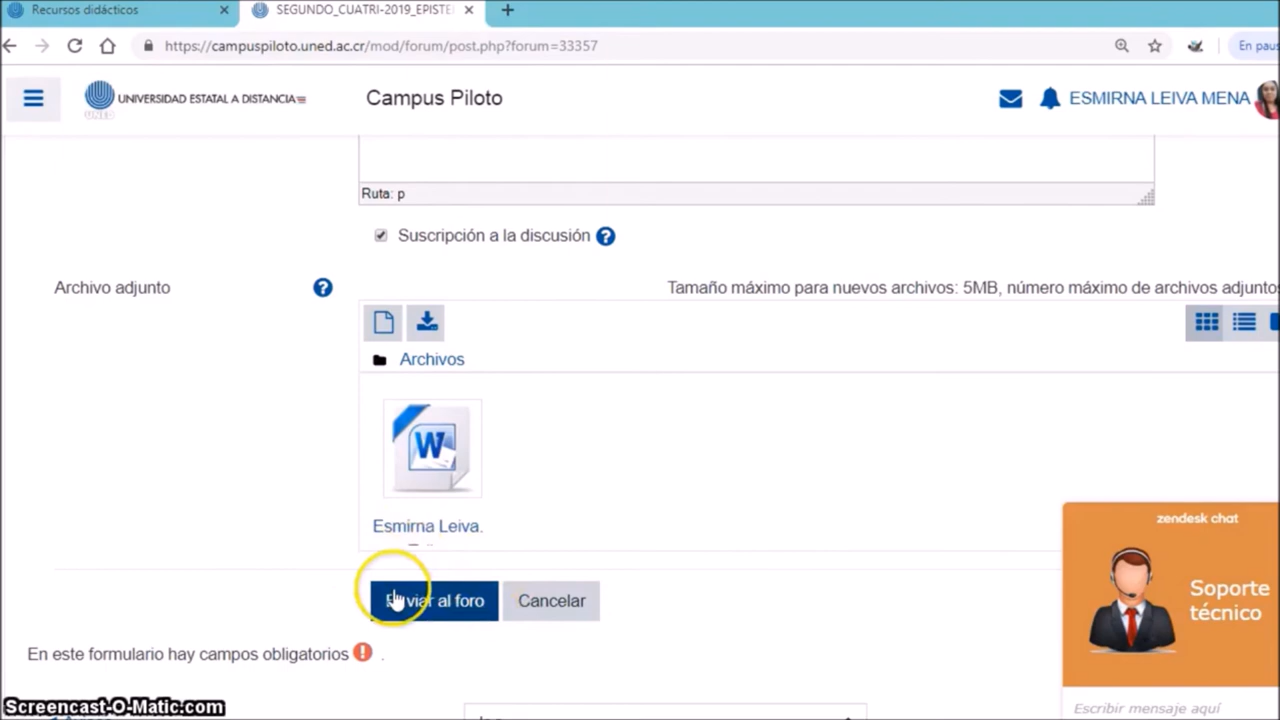 Recursos didácticos
SEGUNDO_CUATRI-2019_EPISTE
https://campuspiloto.uned.ac.cr/mod/forum/post.php?forum=33357
En paus
UNED
UNIVERSIDAD ESTATAL A DISTANCIA
Campus Piloto
ESMIRNA LEIVA MENA
Ruta: p
Suscripción a la discusión
Archivo adjunto
Tamaño máximo para nuevos archivos: 5MB, número máximo de archivos adjuntos
Archivos
W
Esmirna Leiva.
zendesk chat
Soporte
técnico
Enviar al foro
Cancelar
En este formulario hay campos obligatorios .
Escribir mensaje aquí
Screencast-O-Matic.com